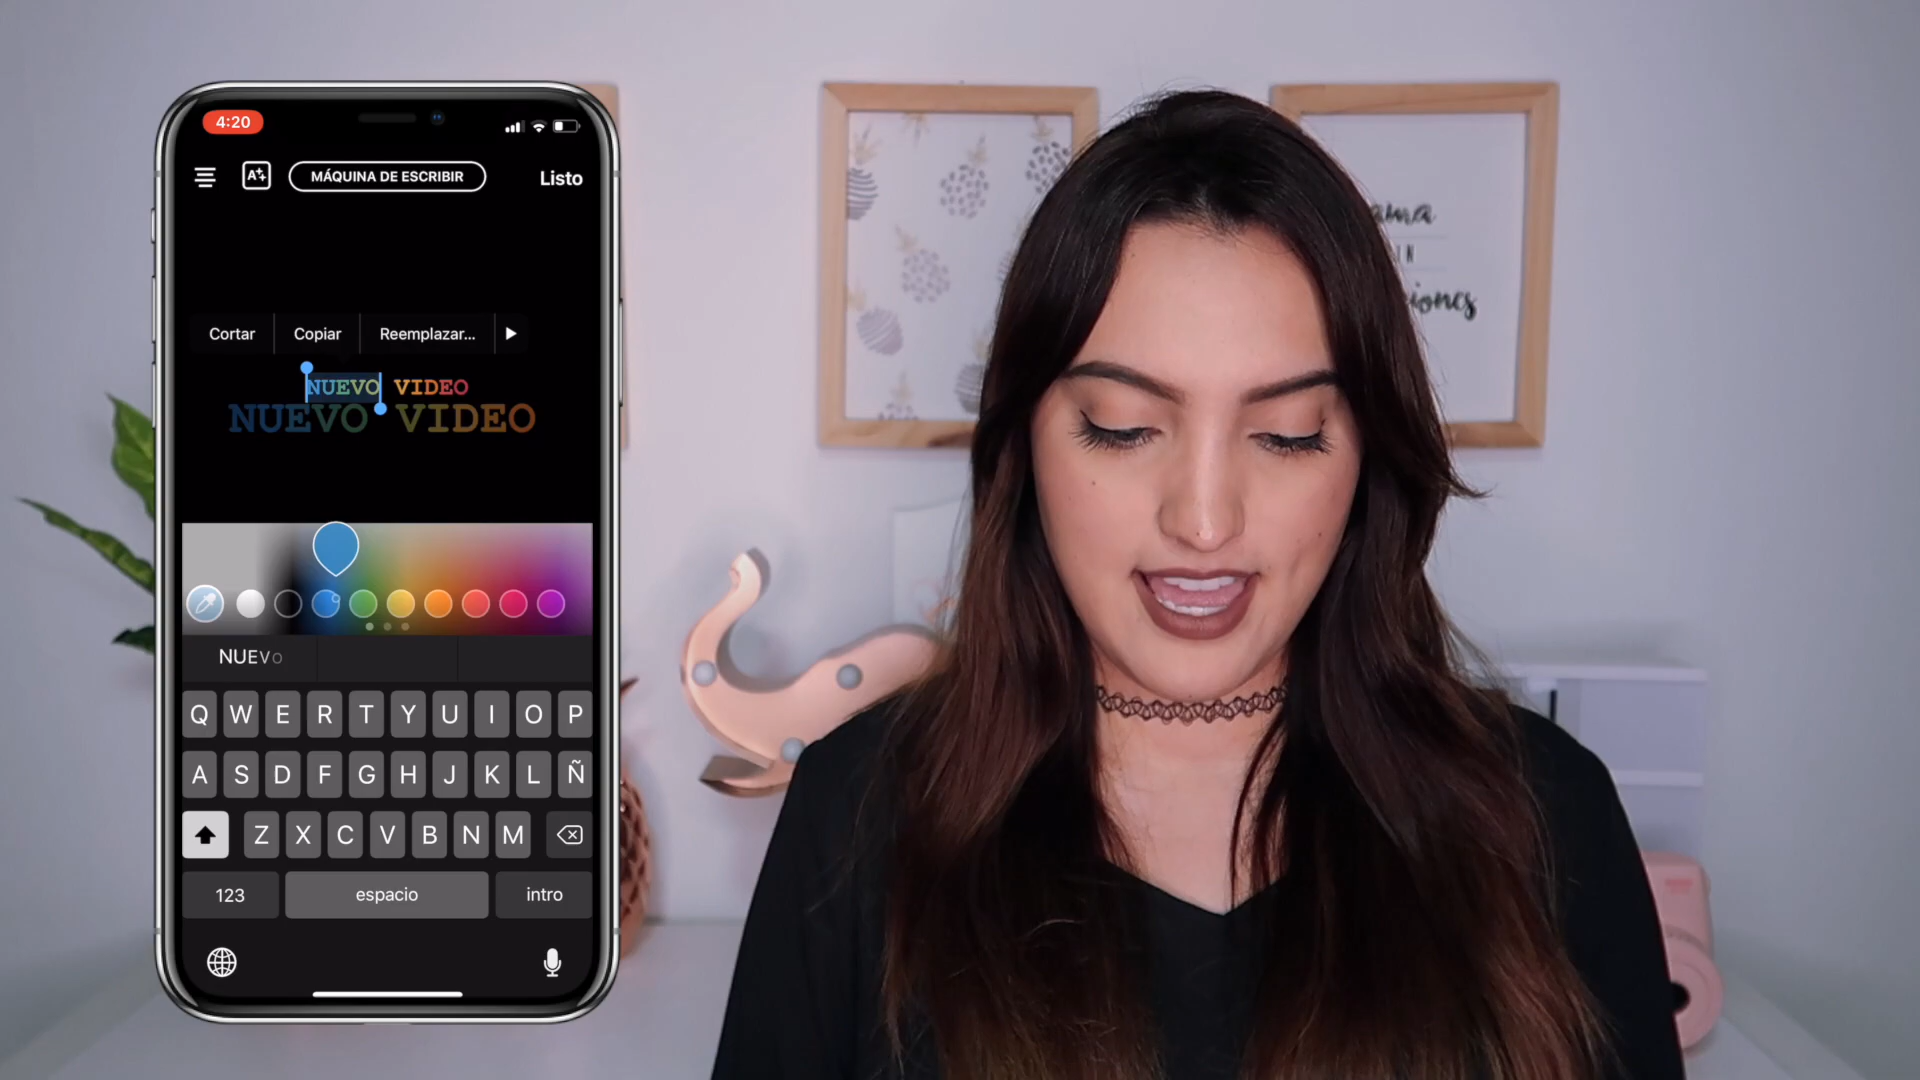 4:20
MÁQUINA DE ESCRIBIR
Listo
Cortar
Copiar
Reemplazar...
NUEVO VIDEO
NUEVO VIDEO
NUEVO
Q W E R T Y U I O P
A S D F G H J K L Ñ
Z X C V B N M
123
espacio
intro